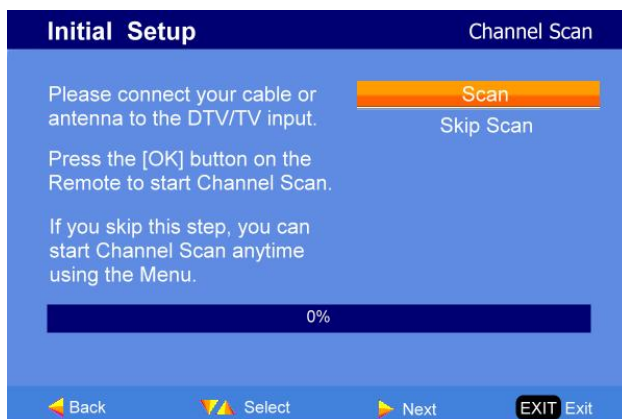 Initial Setup
Channel Scan
Please connect your cable or
antenna to the DTV/TV input.
Press the [OK] button on the
Remote to start Channel Scan.
If you skip this step, you can
start Channel Scan anytime
using the Menu.
Scan
Skip Scan
0%
Back Select Next EXIT Exit